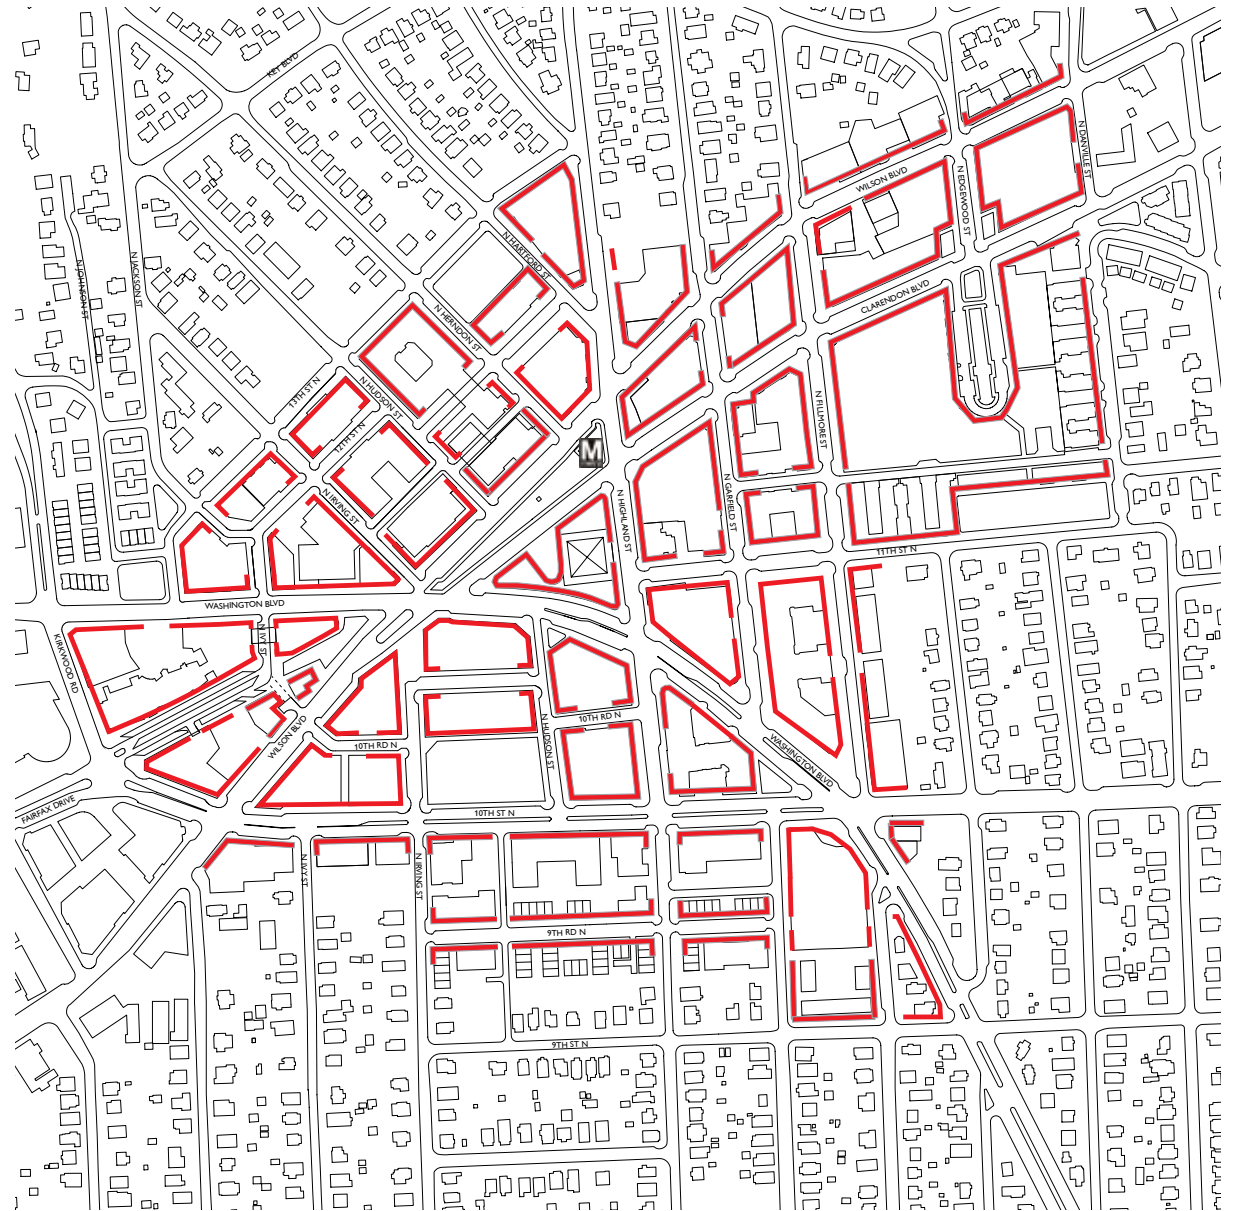 KEY BLVD
N DANVILLE ST
WILSON BLVD
N EDGEWOOD ST
N HARTFORD ST
N JACKSON ST
N JOHNSON ST
CLARENDON BLVD
N HERNDON ST
13TH ST N
N HUDSON ST
N FILLMORE ST
12TH ST N
M
N IRVING ST
N HIGHLAND ST
N GARFIELD ST
11TH ST N
WASHINGTON BLVD
N IVY ST
KIRKWOOD RD
10TH RD N
N HUDSON ST
WILSON BLVD
10TH RD N
WASHINGTON BLVD
FAIRFAX DRIVE
10TH ST N
N IVY ST
N IRVING ST
9TH RD N
9TH ST N